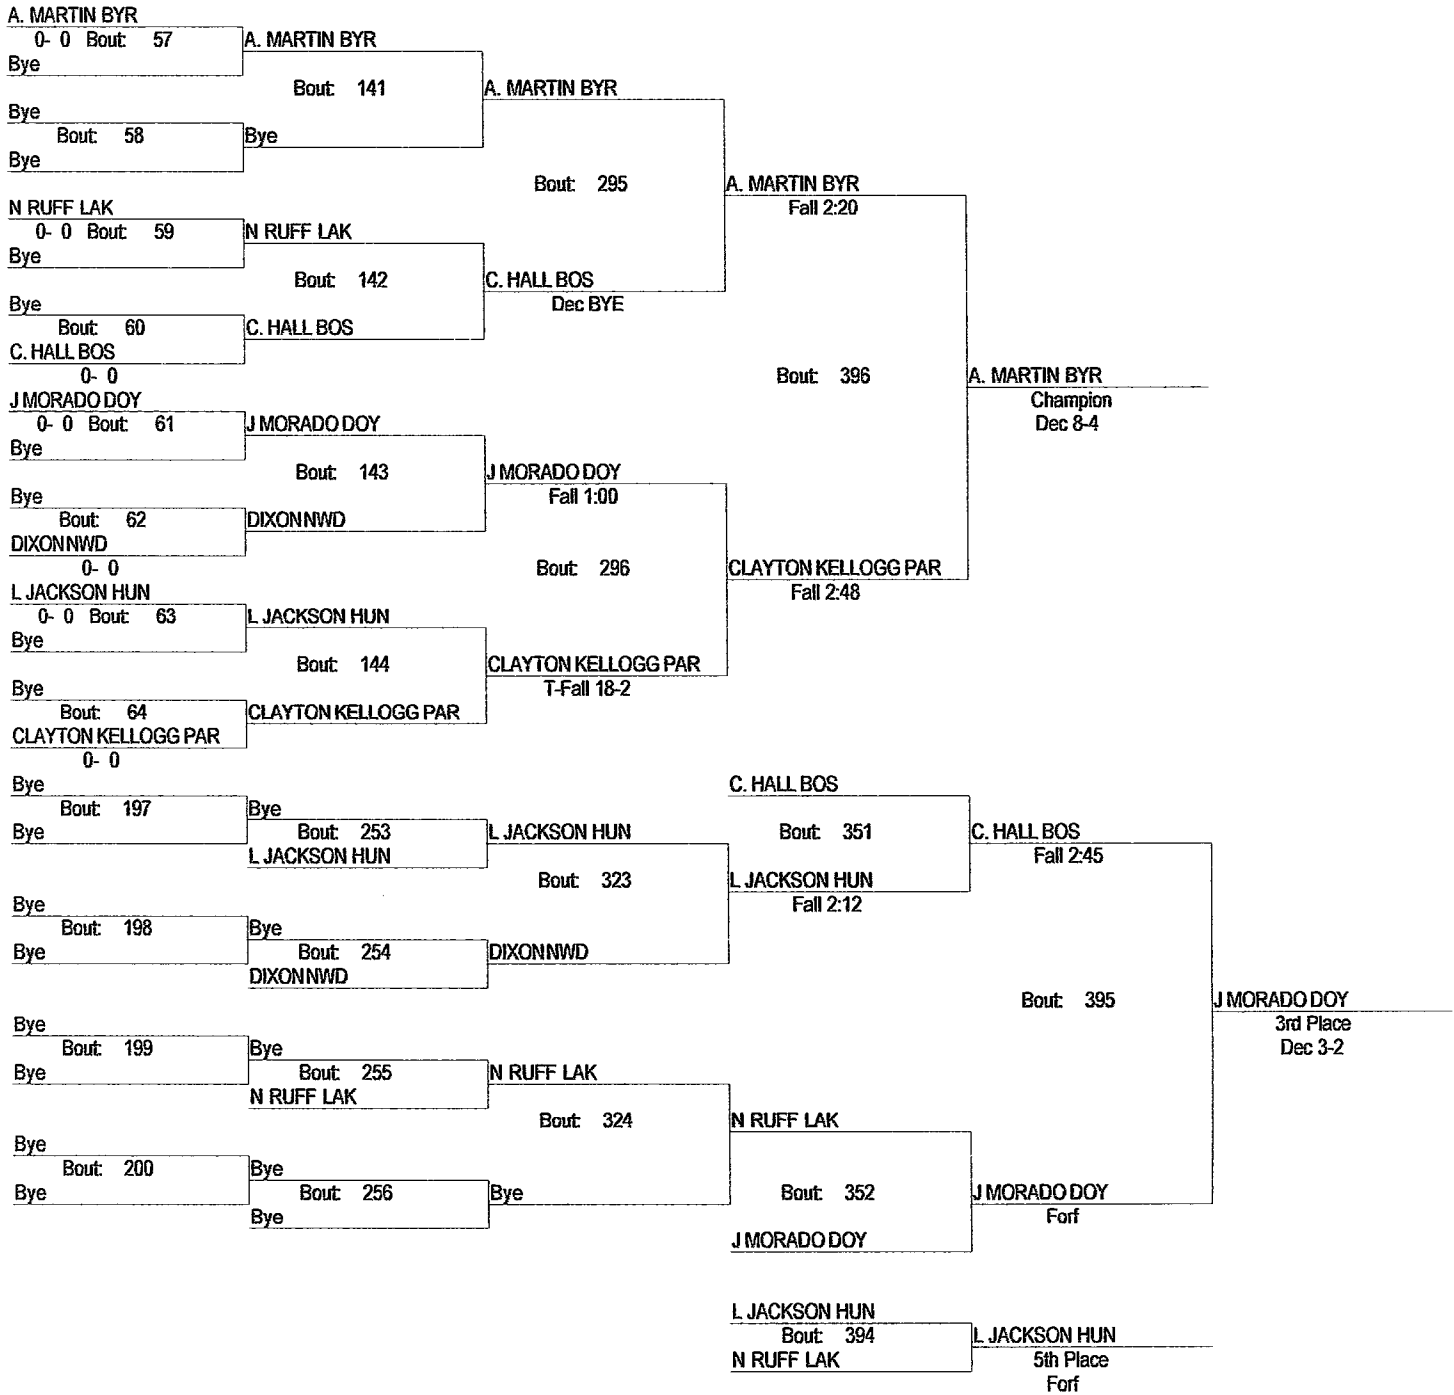 A. MARTIN BYR
0- 0 Bout: 57
A. MARTIN BYR
Bye
Bout: 141
A. MARTIN BYR
Bye
Bout: 58
Bye
Bye
Bout: 295
A. MARTIN BYR
Fall 2:20
N RUFF LAK
0- 0 Bout: 59
N RUFF LAK
Bye
Bout: 142
C. HALL BOS
Dec BYE
Bye
Bout: 60
C. HALL BOS
C. HALL BOS
0- 0
Bout: 396
A. MARTIN BYR
Champion
Dec 8-4
J MORADO DOY
0- 0 Bout: 61
J MORADO DOY
Bye
Bout: 143
J MORADO DOY
Fall 1:00
Bye
Bout: 62
DIXON NWD
DIXON NWD
0- 0
Bout: 296
CLAYTON KELLOGG PAR
Fall 2:48
L JACKSON HUN
0- 0 Bout: 63
L JACKSON HUN
Bye
Bout: 144
CLAYTON KELLOGG PAR
T-Fall 18-2
Bye
Bout: 64
CLAYTON KELLOGG PAR
CLAYTON KELLOGG PAR
0- 0
Bye
Bout: 197
Bye
Bye
Bout: 253
L JACKSON HUN
L JACKSON HUN
C. HALL BOS
Bout: 351
C. HALL BOS
Fall 2:45
Bout: 323
L JACKSON HUN
Fall 2:12
Bye
Bout: 198
Bye
Bye
Bout: 254
DIXON NWD
DIXON NWD
Bout: 395
J MORADO DOY
3rd Place
Dec 3-2
Bye
Bout: 199
Bye
Bye
Bout: 255
N RUFF LAK
N RUFF LAK
Bout: 324
N RUFF LAK
Bye
Bout: 200
Bye
Bye
Bout: 256
Bye
Bye
Bout: 352
J MORADO DOY
Forf
J MORADO DOY
L JACKSON HUN
Bout: 394
L JACKSON HUN
N RUFF LAK
5th Place
Forf